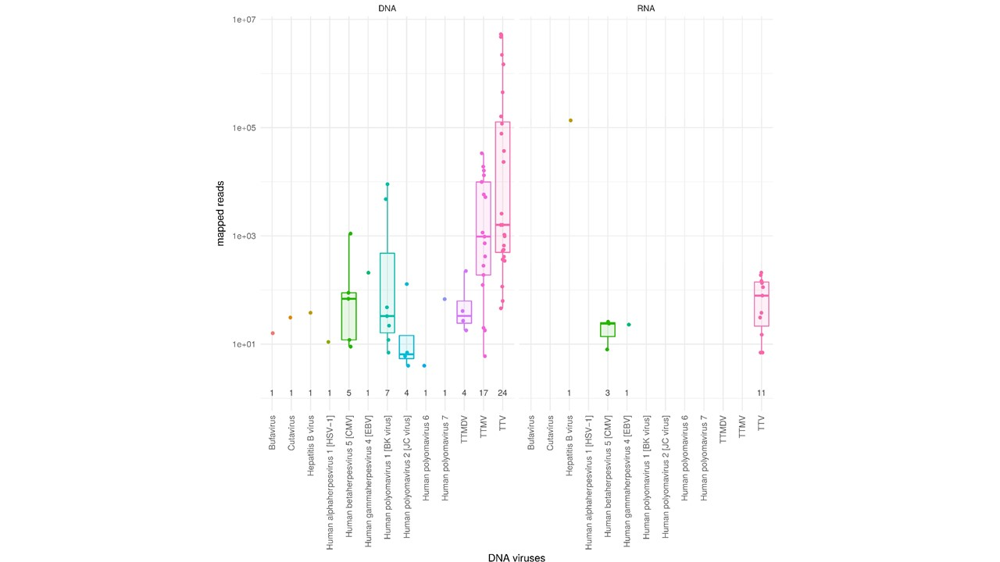 DNA
RNA
1e+07
1e+05
1e+03
1e+01
mapped reads
1
1
1
1
5
1
7
4
1
1
4
17
24
1
3
1
11
Bufavirus
Cutavirus
Hepatitis B virus
Human alphaherpesvirus 1 [HSV−1]
Human betaherpesvirus 5 [CMV]
Human gammaherpesvirus 4 [EBV]
Human polyomavirus 1 [BK virus]
Human polyomavirus 2 [JC virus]
Human polyomavirus 6
Human polyomavirus 7
TTMDV
TTMV
TTV
Bufavirus
Cutavirus
Hepatitis B virus
Human alphaherpesvirus 1 [HSV−1]
Human betaherpesvirus 5 [CMV]
Human gammaherpesvirus 4 [EBV]
Human polyomavirus 1 [BK virus]
Human polyomavirus 2 [JC virus]
Human polyomavirus 6
Human polyomavirus 7
TTMDV
TTMV
TTV
DNA viruses